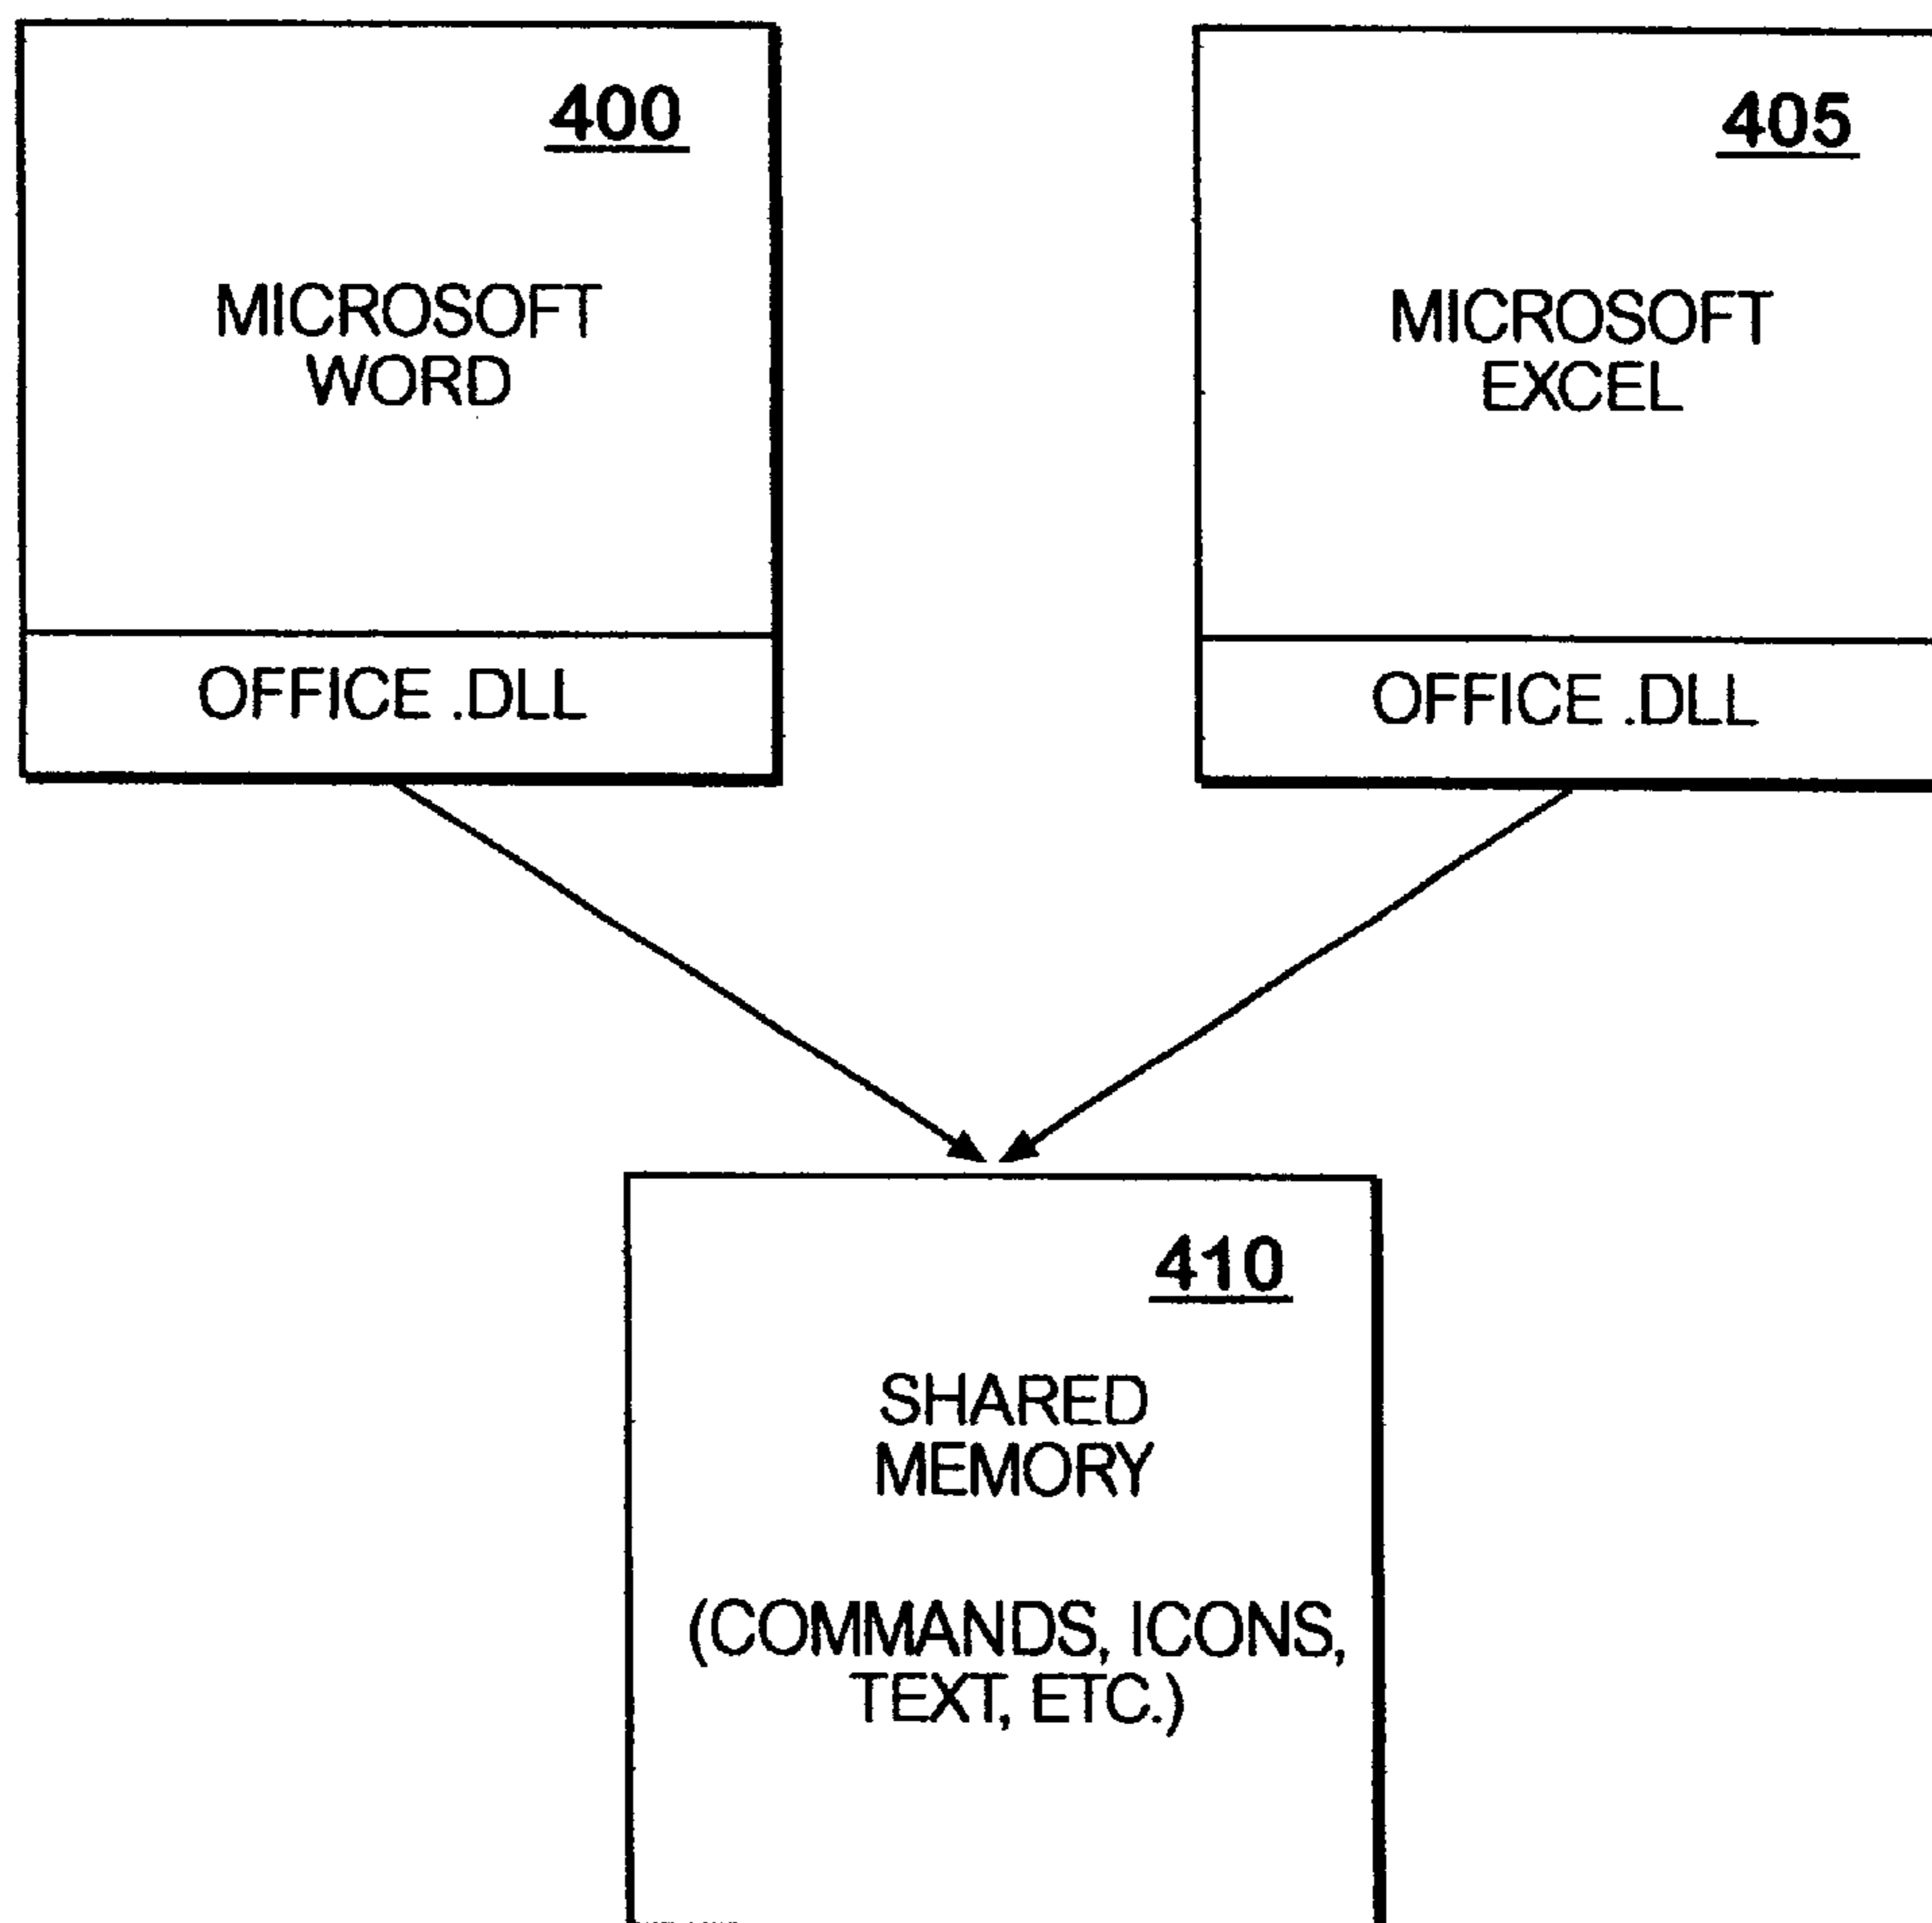 400
MICROSOFT
WORD
OFFICE .DLL
405
MICROSOFT
EXCEL
OFFICE .DLL
410
SHARED
MEMORY
(COMMANDS, ICONS,
TEXT, ETC.)